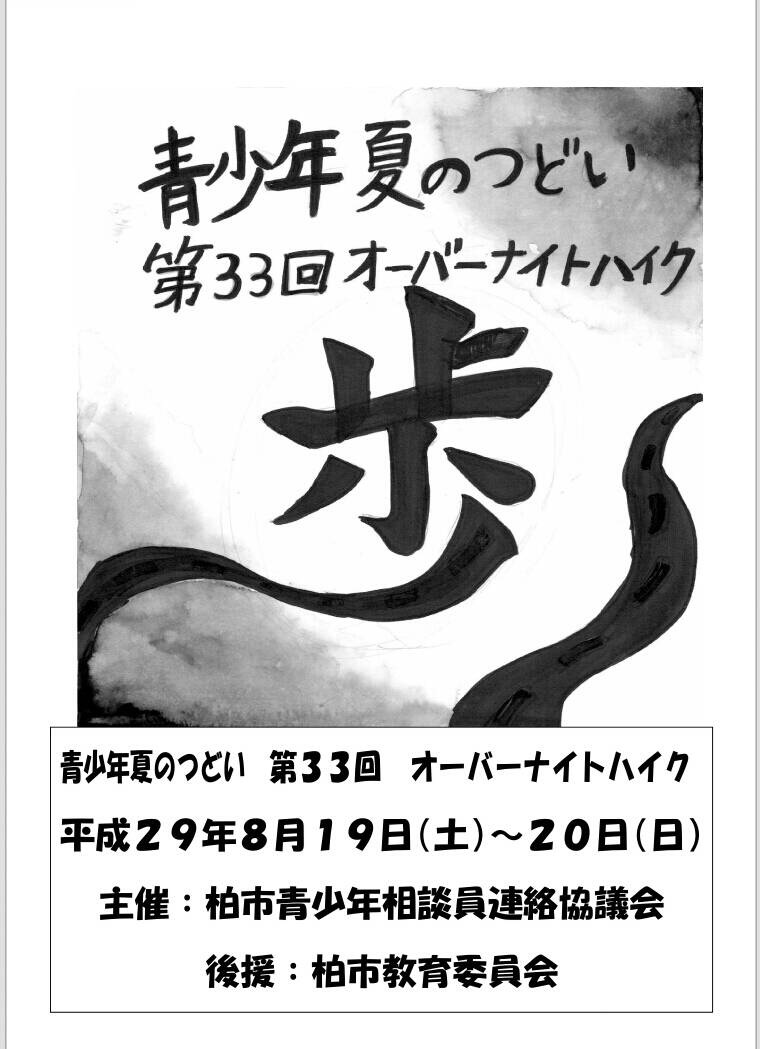 青少年夏のつどい
第33回オーバーナイトハイク
歩
青少年夏のつどい　第３３回　オーバーナイトハイク
平成２９年８月１９日(土)～２０日(日)
主催：柏市青少年相談員連絡協議会
後援：柏市教育委員会